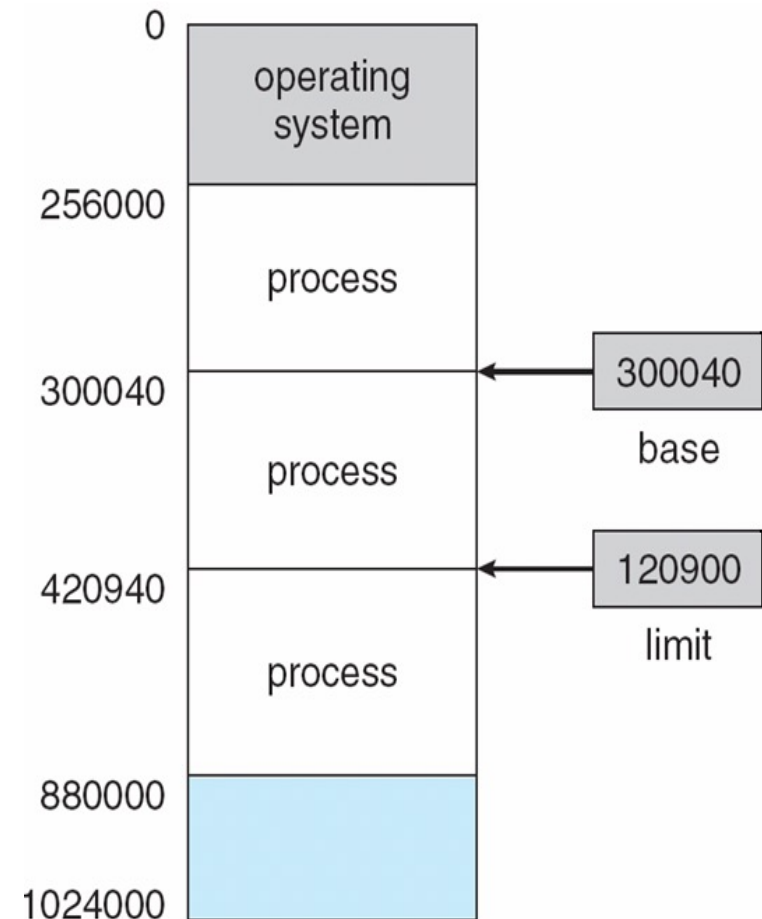 0
operating
system
256000
process
300040
300040
base
process
420940
120900
limit
process
880000
1024000